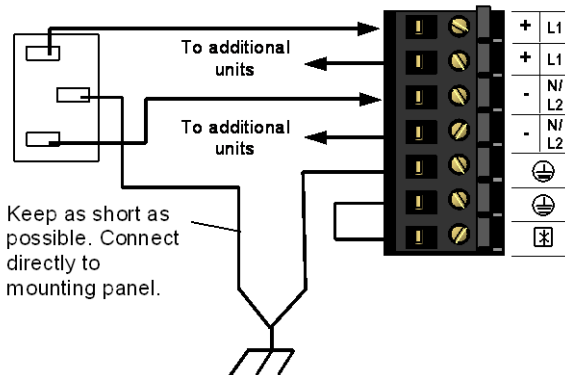 To additional
units
To additional
units
Keep as short as
possible. Connect
directly to
mounting panel.
+ L1
+ L1
- N/
L2
- N/
L2